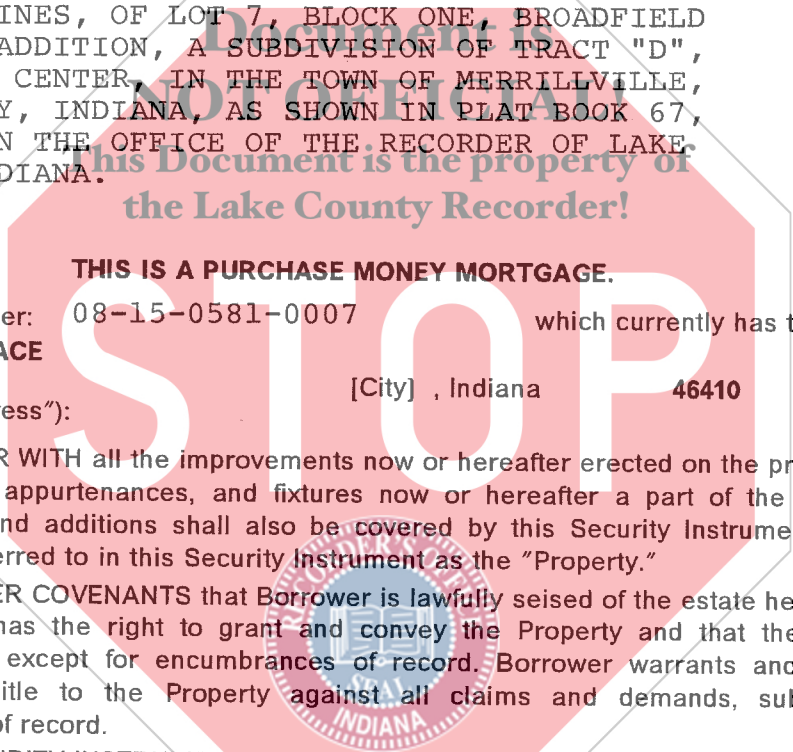 INES, OF LOT 7, BLOCK ONE, BROADFIELD
Document is
ADDITION, A SUBDIVISION OF TRACT "D",
CENTER, IN THE TOWN OF MERRILLVILLE,
NOT OFFICIAL!
Y, INDIANA, AS SHOWN IN PLAT BOOK 67,
N THE OFFICE OF THE RECORDER OF LAKE
This Document is the property of
DIANA.
the Lake County Recorder!
THIS IS A PURCHASE MONEY MORTGAGE.
er: 08-15-0581-0007 which currently has t
ACE
[City] , Indiana 46410
ress"):
R WITH all the improvements now or hereafter erected on the pr
appurtenances, and fixtures now or hereafter a part of the
nd additions shall also be covered by this Security Instrume
erred to in this Security Instrument as the "Property."
ER COVENANTS that Borrower is lawfully seised of the estate he
has the right to grant and convey the Property and that the
except for encumbrances of record. Borrower warrants and
itle to the Property against all claims and demands, sub
of record.
STOP
SEAL
INDIANA